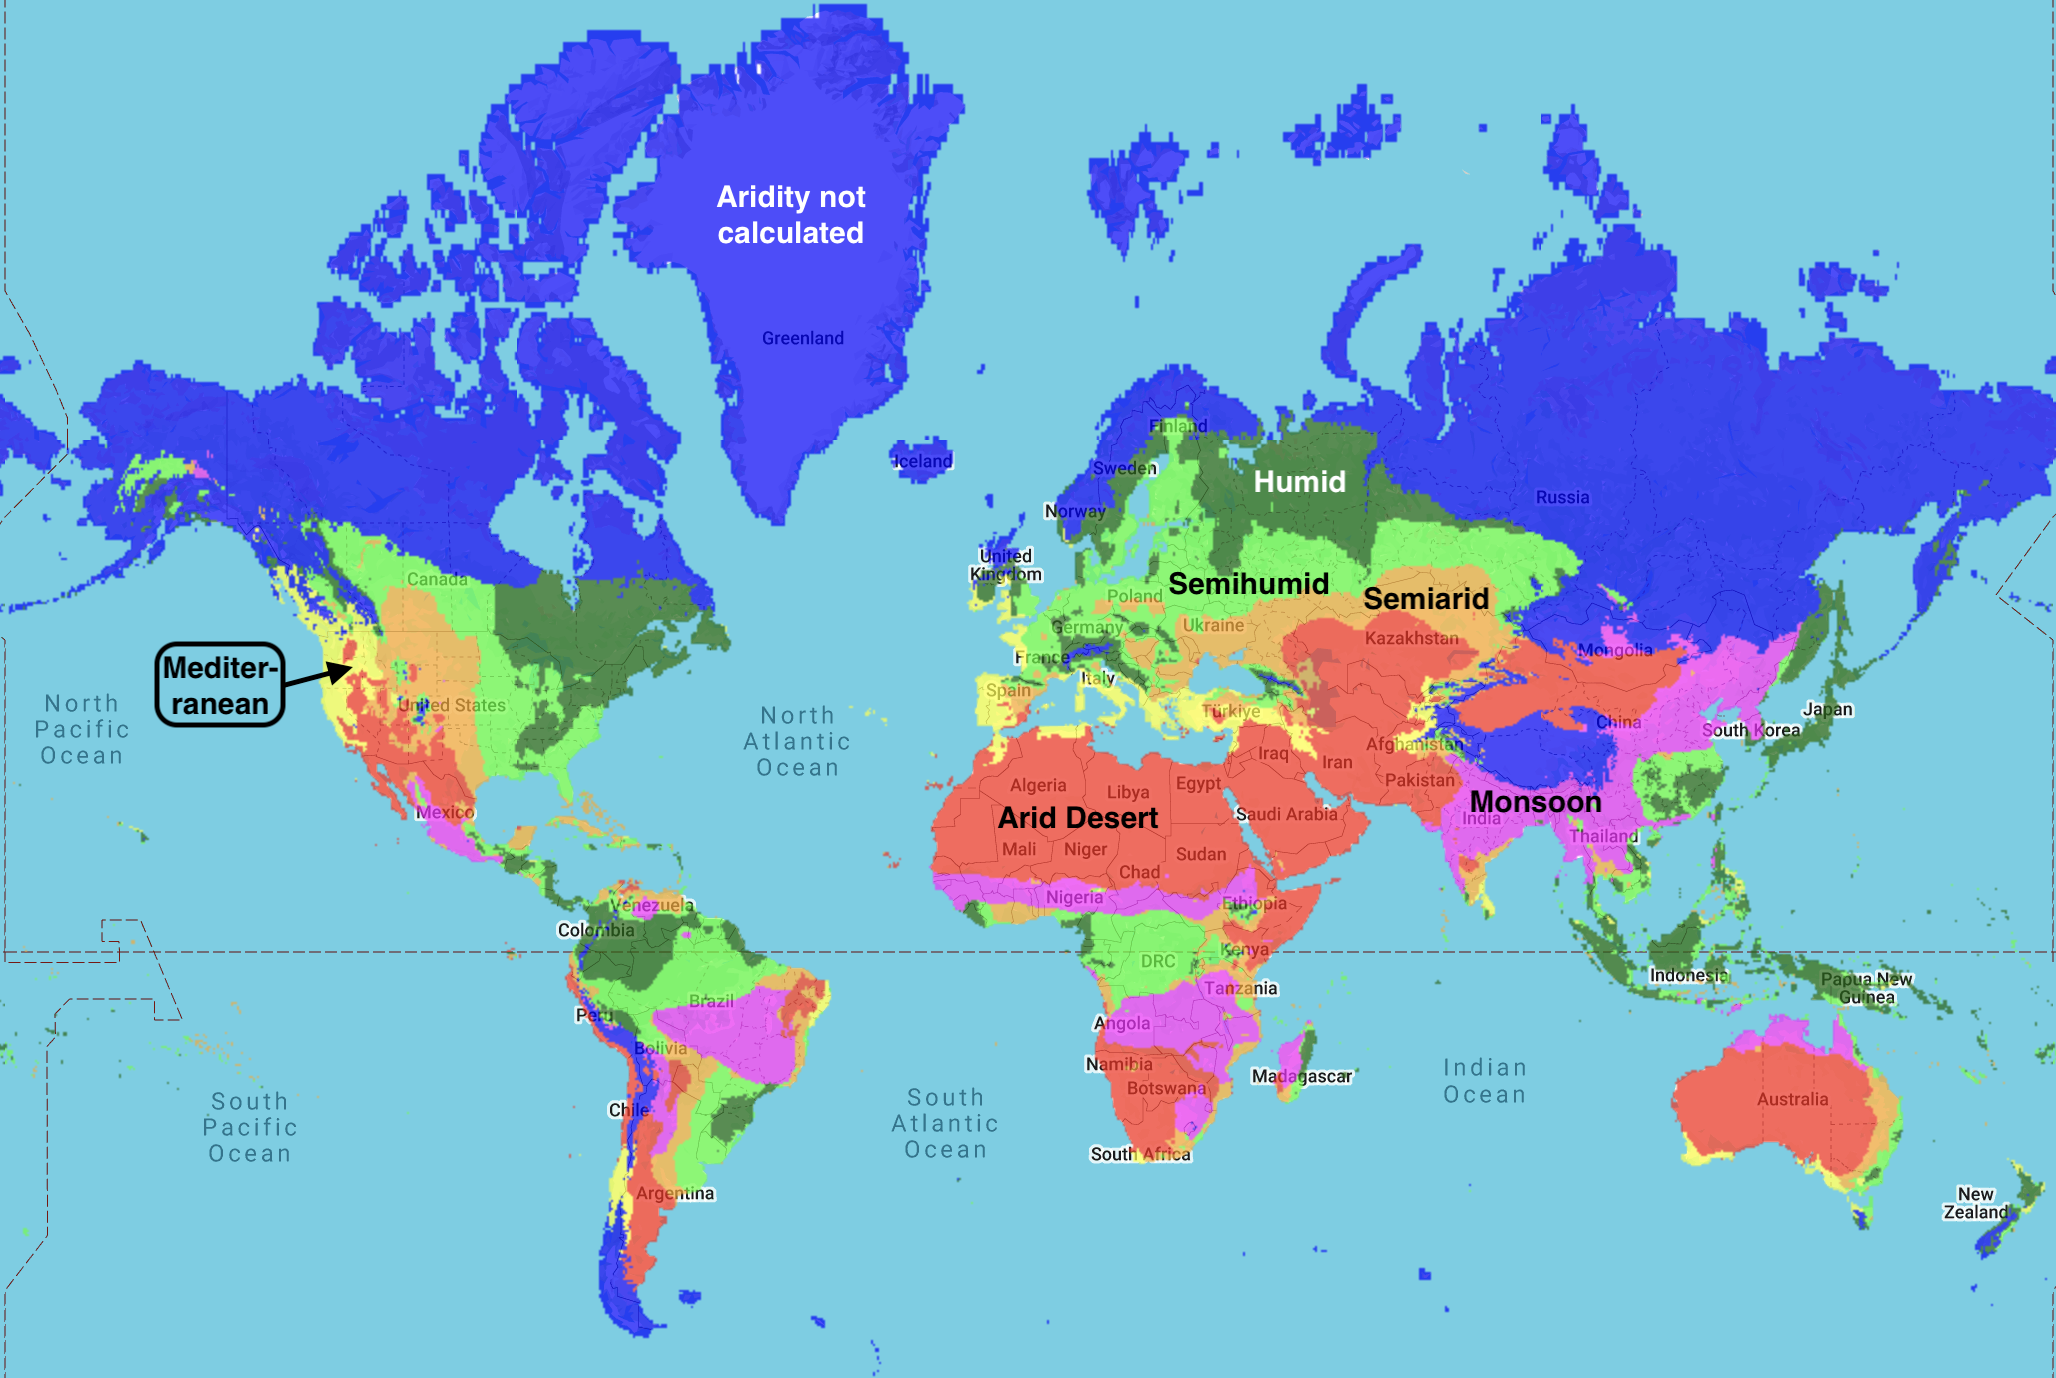 Aridity not
calculated
Greenland
Iceland
Finland
Sweden
Norway
Humid
Russia
United
Kingdom
Canada
Semihumid
Semiarid
Poland
Ukraine
Germany
Kazakhstan
Mongolia
France
Mediter-
ranean
Italy
Spain
United States
Türkiye
North
Pacific
Ocean
North
Atlantic
Ocean
China
Japan
South Korea
Afghanistan
Iraq
Iran
Pakistan
Algeria
Libya
Egypt
Arid Desert
Saudi Arabia
Monsoon
India
Thailand
Mexico
Mali
Niger
Sudan
Chad
Nigeria
Ethiopia
Venezuela
Colombia
Kenya
DRC
Indonesia
Papua New
Guinea
Tanzania
Brazil
Peru
Angola
Bolivia
Namibia
Botswana
Madagascar
Indian
Ocean
Australia
South
Pacific
Ocean
Chile
South
Atlantic
Ocean
South Africa
Argentina
New
Zealand